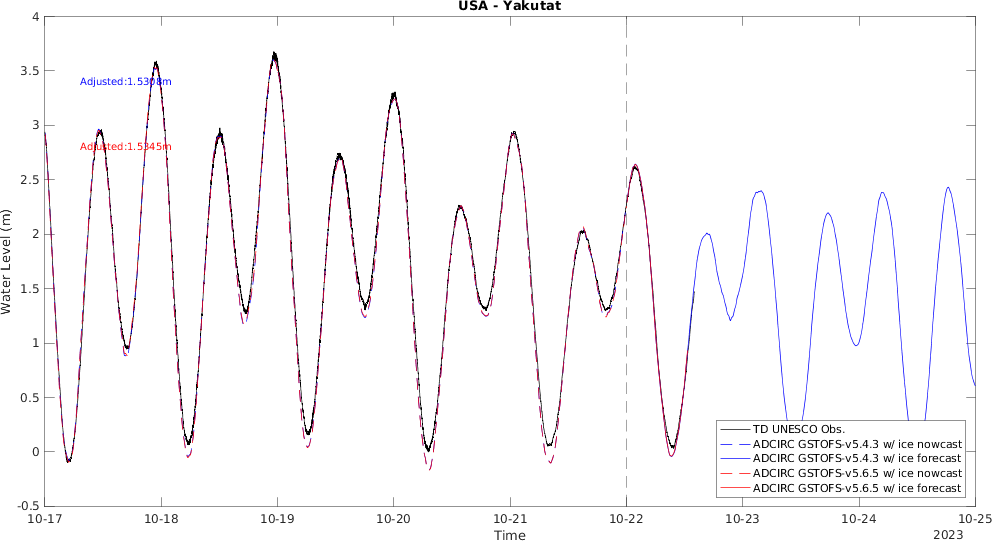 USA - Yakutat
4
3.5
3
2.5
2
1.5
1
0.5
0
-0.5
Water Level (m)
Adjusted:1.5308m
Adjusted:1.5345m
TD UNESCO Obs.
ADCIRC GSTOFS-v5.4.3 w/ ice nowcast
ADCIRC GSTOFS-v5.4.3 w/ ice forecast
ADCIRC GSTOFS-v5.6.5 w/ ice nowcast
ADCIRC GSTOFS-v5.6.5 w/ ice forecast
10-17 10-18 10-19 10-20 10-21 10-22 10-23 10-24 10-25
Time
2023